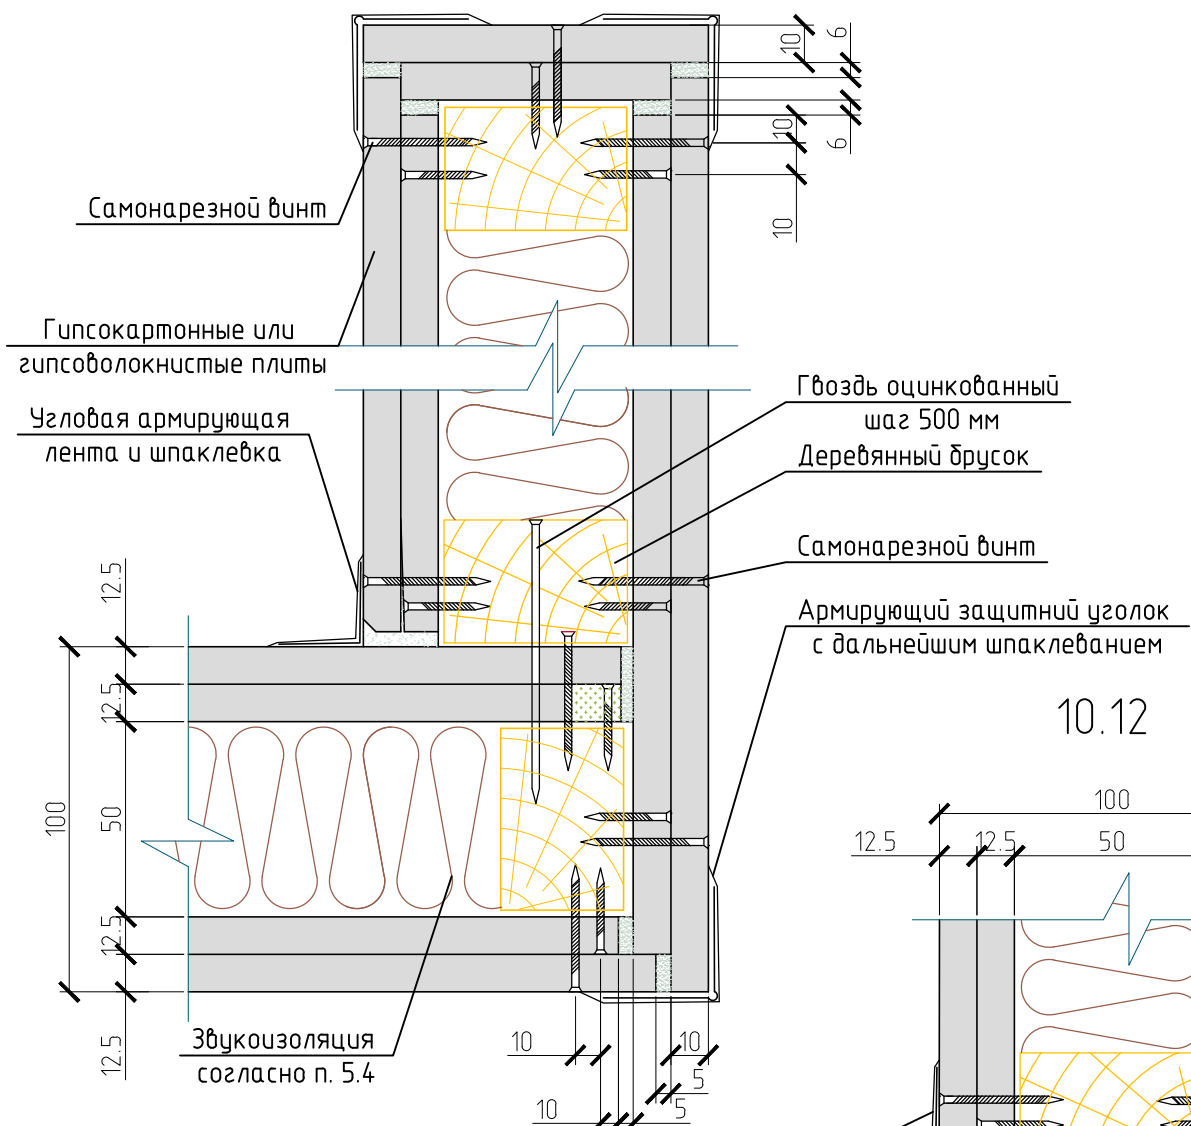 10
6
10
6
10
Самонарезной винт
Гипсокартонные или
гипсоволокнистые плиты
Угловая армирующая
лента и шпаклевка
Гвоздь оцинкованный
шаг 500 мм
Деревянный брусок
Самонарезной винт
Армирующий защитний уголок
с дальнейшим шпаклеванием
10.12
12.5
12.5
100
50
12.5
12.5
Звукоизоляция
согласно п. 5.4
10
10
5
10
5
100
12.5
12.5
50